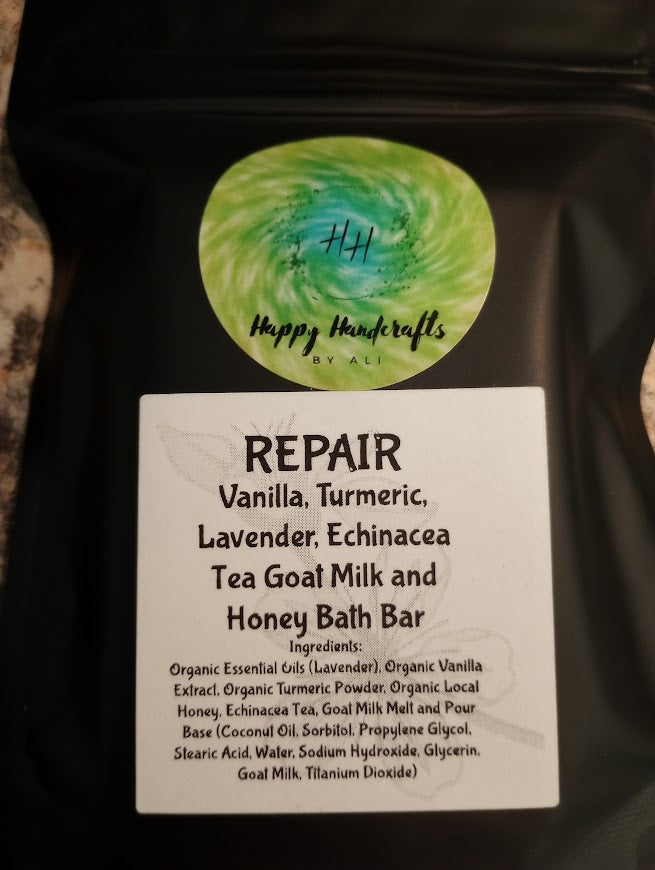 HH
Happy Handcrafts
BY ALI
REPAIR
Vanilla, Turmeric,
Lavender, Echinacea
Tea Goat Milk and
Honey Bath Bar
Ingredients:
Organic Essential Oils (Lavender), Organic Vanilla
Extract, Organic Turmeric Powder, Organic Local
Honey, Echinacea Tea, Goat Milk Melt and Pour
Base (Coconut Oil, Sorbitol, Propylene Glycol,
Stearic Acid, Water, Sodium Hydroxide, Glycerin,
Goat Milk, Titanium Dioxide)